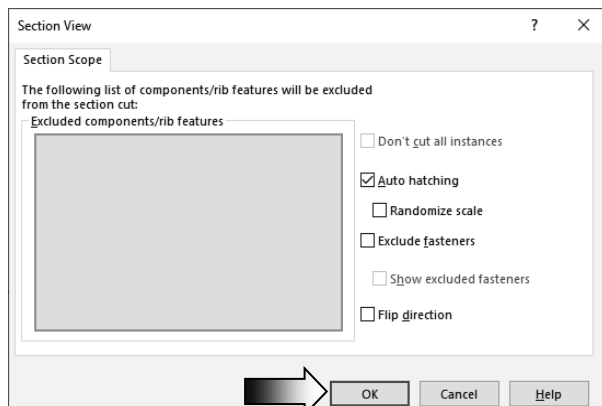 Section View
?
Section Scope
The following list of components/rib features will be excluded
from the section cut:
Excluded components/rib features
Don't cut all instances
Auto hatching
Randomize scale
Exclude fasteners
Show excluded fasteners
Flip direction
OK
Cancel
Help